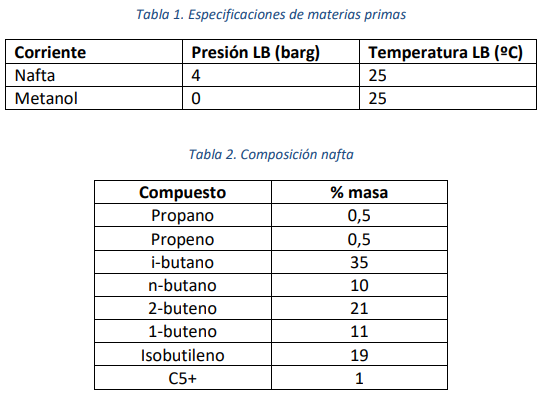 Tabla 1. Especificaciones de materias primas
Corriente Presión LB (barg) Temperatura LB (ºC)
Nafta 4 25
Metanol 0 25
Tabla 2. Composición nafta
Compuesto % masa
Propano 0,5
Propeno 0,5
i-butano 35
n-butano 10
2-buteno 21
1-buteno 11
Isobutileno 19
C5+ 1